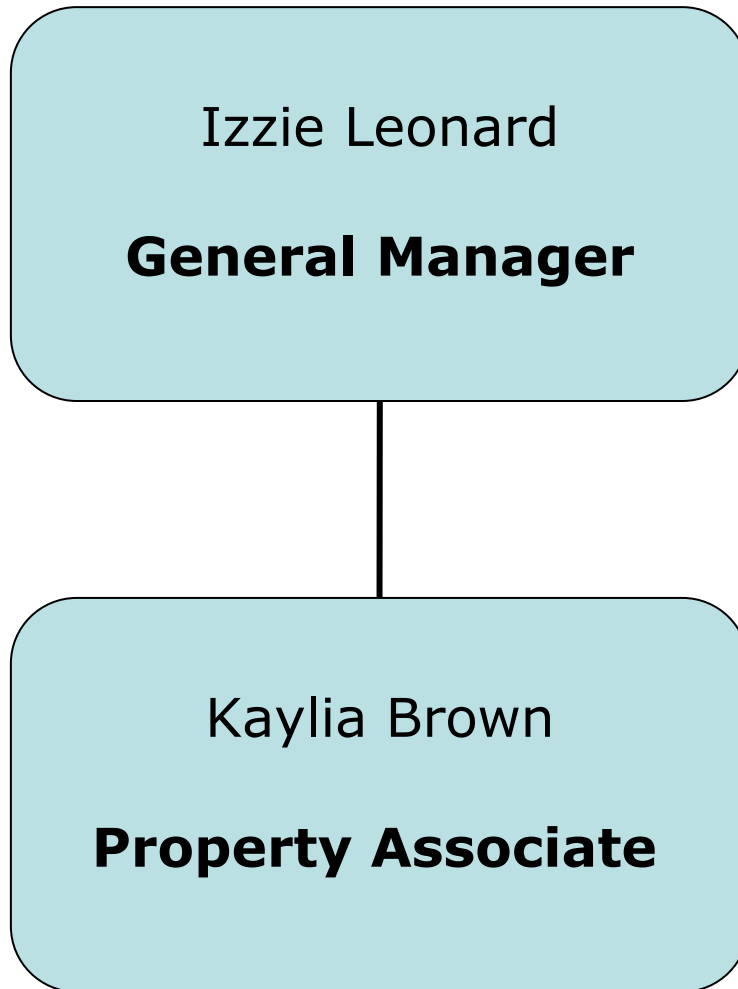 Izzie Leonard
General Manager
Kaylia Brown
Property Associate